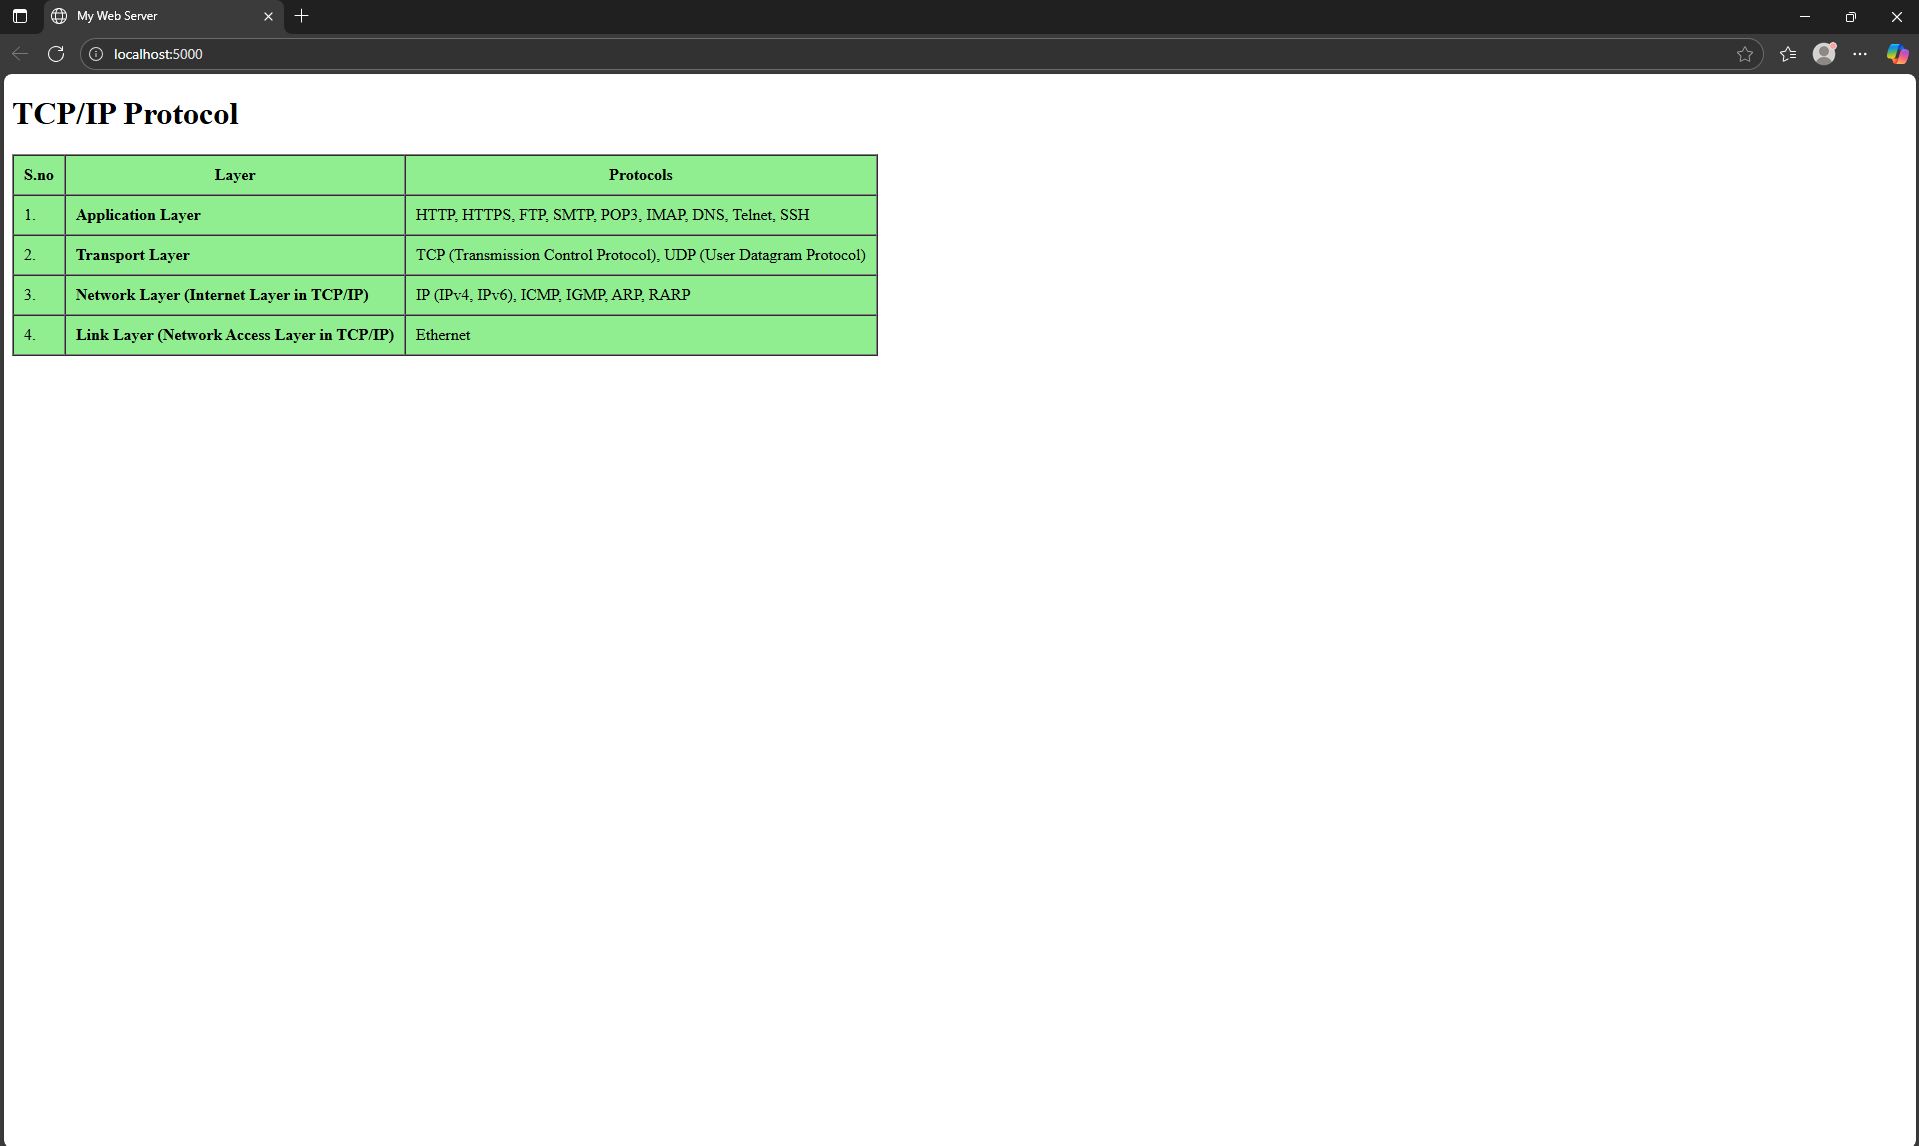 My Web Server
localhost:5000
TCP/IP Protocol
S.no Layer Protocols
1. Application Layer HTTP, HTTPS, FTP, SMTP, POP3, IMAP, DNS, Telnet, SSH
2. Transport Layer TCP (Transmission Control Protocol), UDP (User Datagram Protocol)
3. Network Layer (Internet Layer in TCP/IP) IP (IPv4, IPv6), ICMP, IGMP, ARP, RARP
4. Link Layer (Network Access Layer in TCP/IP) Ethernet